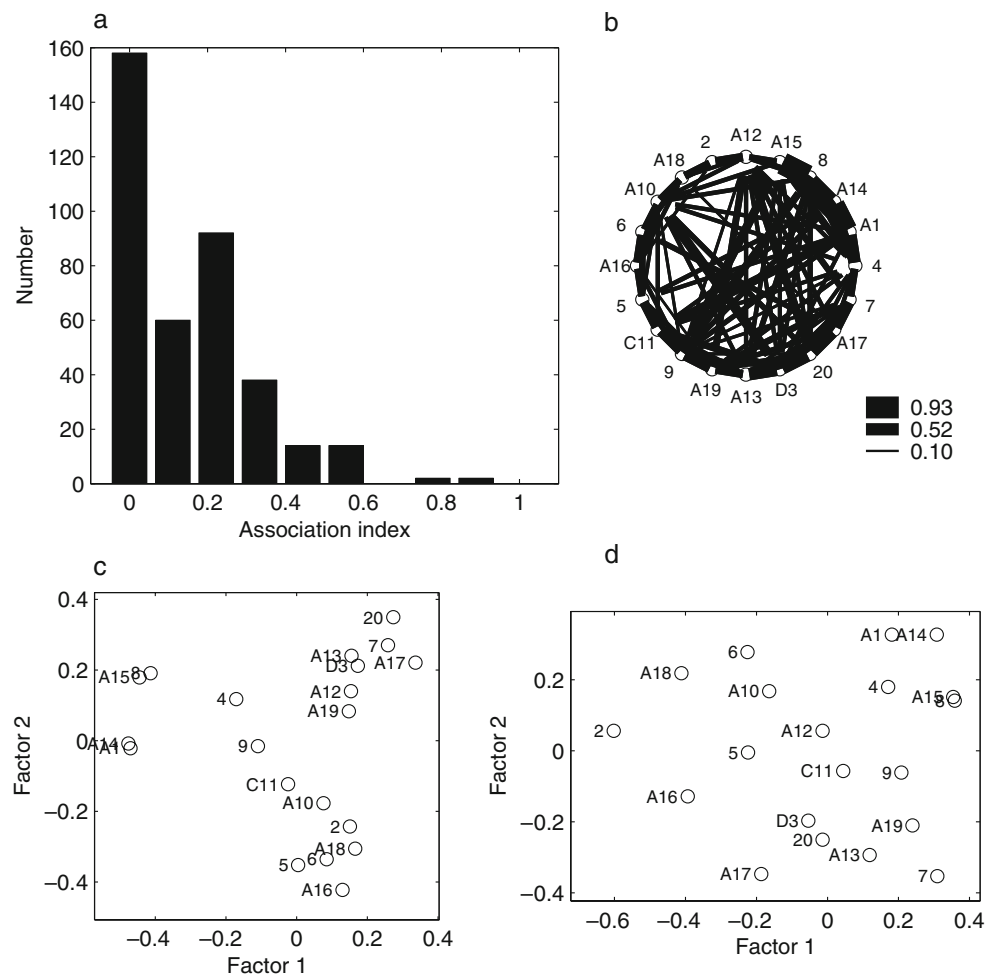 a
160
140
120
100
80
60
40
20
0
Number
0 0.2 0.4 0.6 0.8 1
Association index
b
A12
A15
8
A14
A1
4
7
A17
20
D3
A13
A19
9
C11
5
A16
6
A10
A18
2
0.93
0.52
0.10
c
0.4
0.2
0
−0.2
−0.4
Factor 2
20
7
A13
D3
A17
A15
8
A12
4
A19
A14
A1
9
C11
A10
2
A18
6
5
A16
−0.4 −0.2 0 0.2 0.4
Factor 1
d
0.2
0
−0.2
−0.4
Factor 2
A1
A14
6
A18
A10
4
A15
8
2
A12
5
C11
9
A16
D3
A19
20
A13
A17
7
−0.6 −0.4 −0.2 0 0.2 0.4
Factor 1